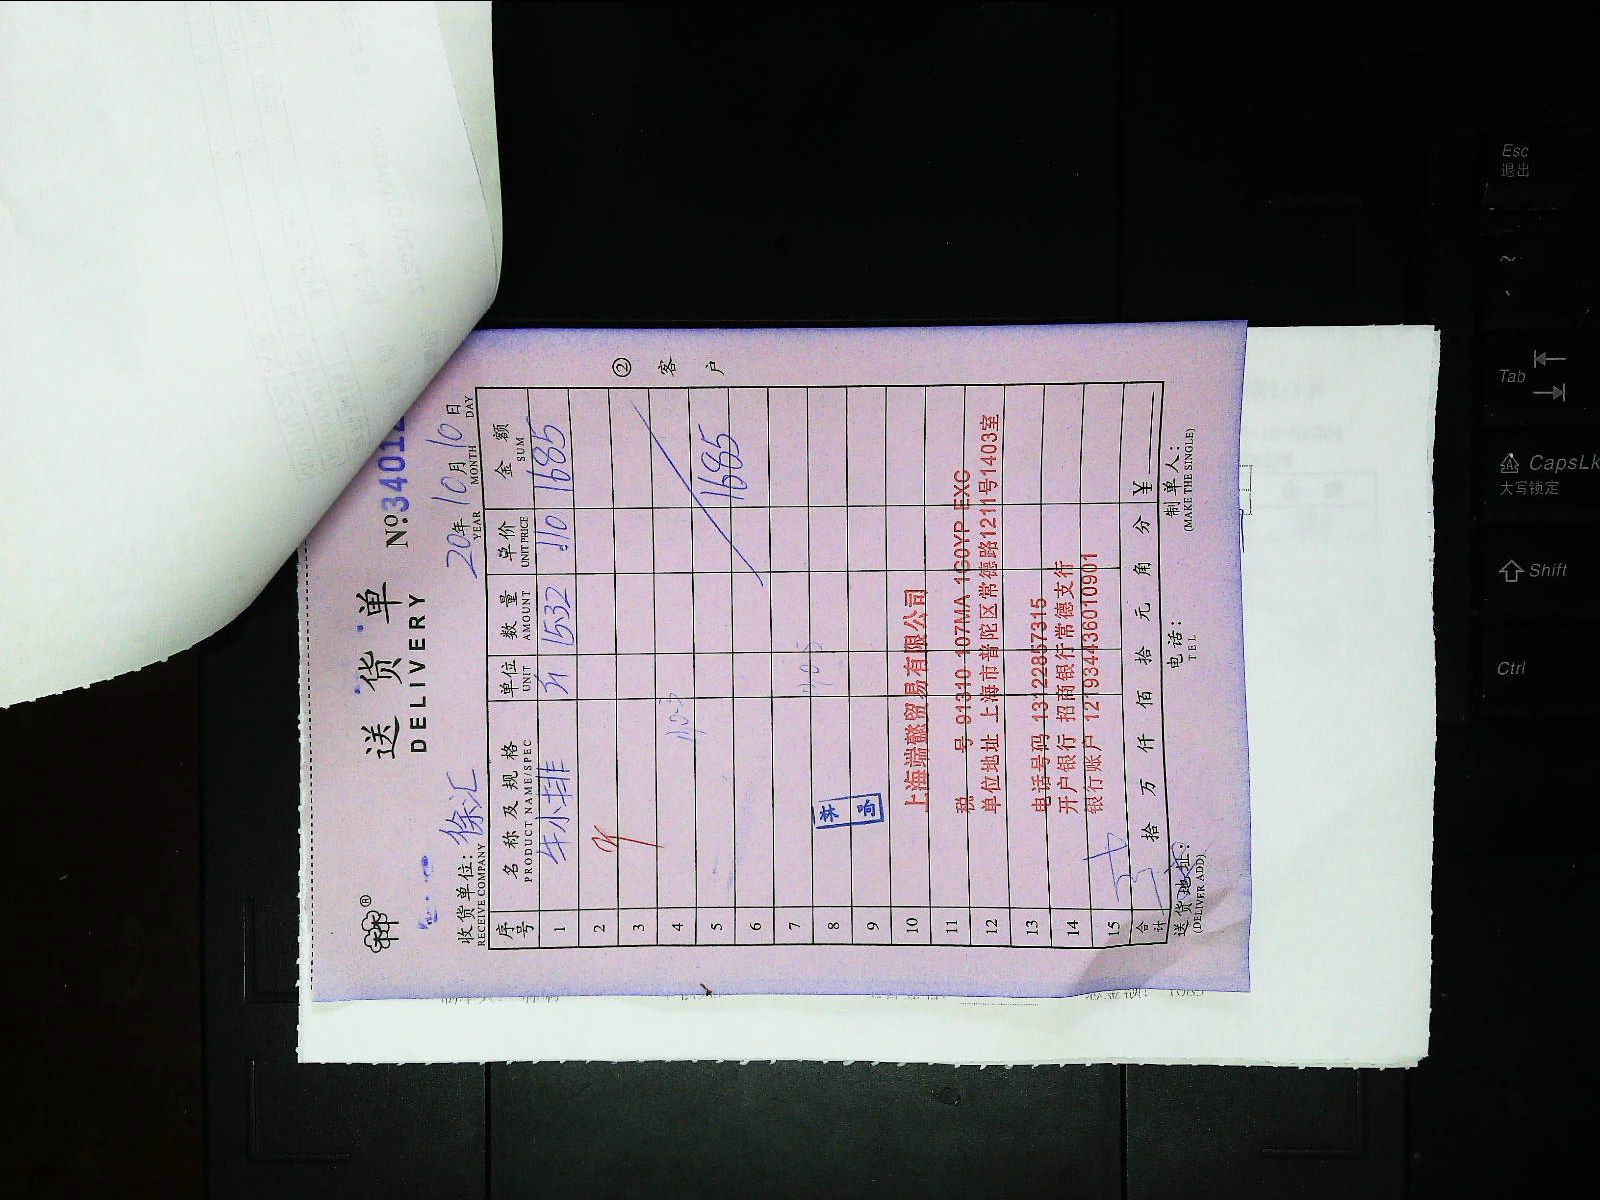 送 货 单
DELIVERY
№:34012
收货单位: 徐汇
RECEIVE COMPANY
20年10月10日
YEAR MONTH DAY
序号 名 称 及 规 格 单位 数 量 单 价 金 额
PRODUCT NAME/SPEC UNIT AMOUNT UNIT PRICE SUM
1 牛小排 斤 15.32 110 1685
2
3
4
5 1685
6
7
8
9
10
11
12
13
14
15
② 客 户
上海端懿贸易有限公司
税 号 91310 107MA 1G0YP EXC
单位地址 上海市普陀区常德路1211号1403室
电话号码 13122857315
开户银行 招商银行常德支行
银行账户 121934436010901
合计 拾 万 仟 佰 拾 元 角 分 ¥
送货地址: 电话: 制单人:
(DELIVER ADD) TEL (MAKE THE SINGLE)
Esc
退出
Tab
CapsLk
大写锁定
Shift
Ctrl